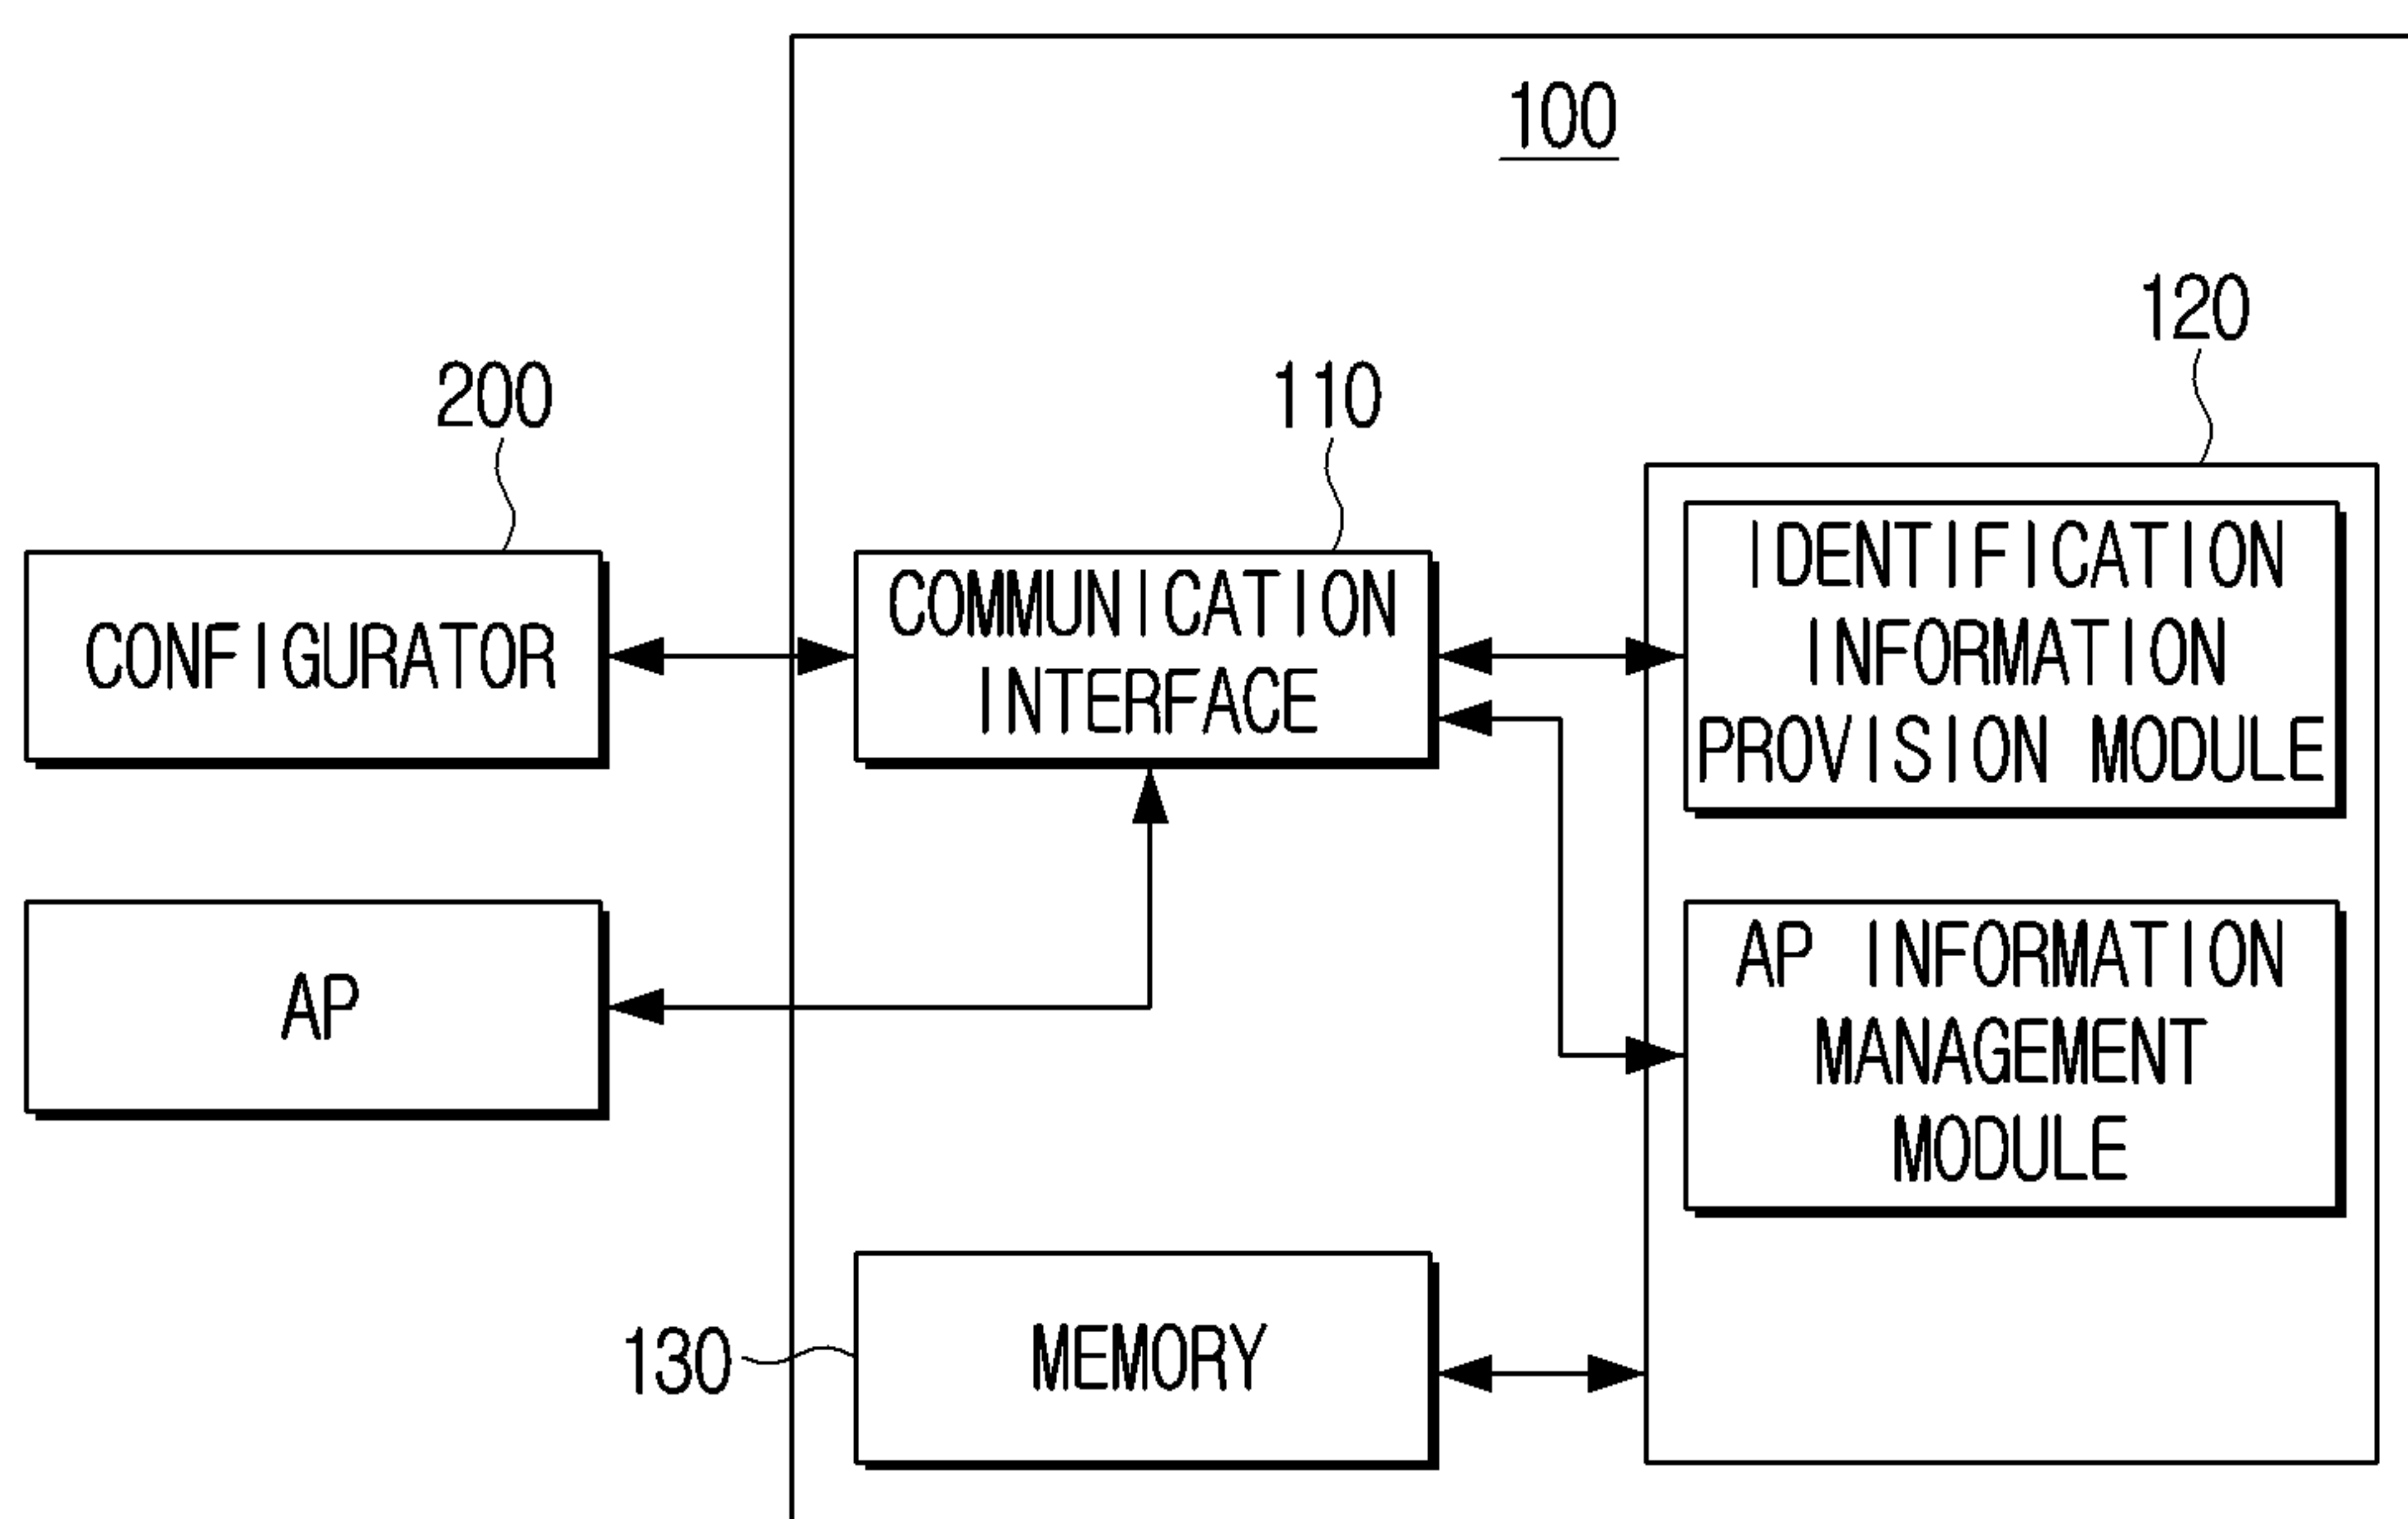 100
120
200
110
CONFIGURATOR
COMMUNICATION
INTERFACE
IDENTIFICATION
INFORMATION
PROVISION MODULE
AP
AP INFORMATION
MANAGEMENT
MODULE
130
MEMORY